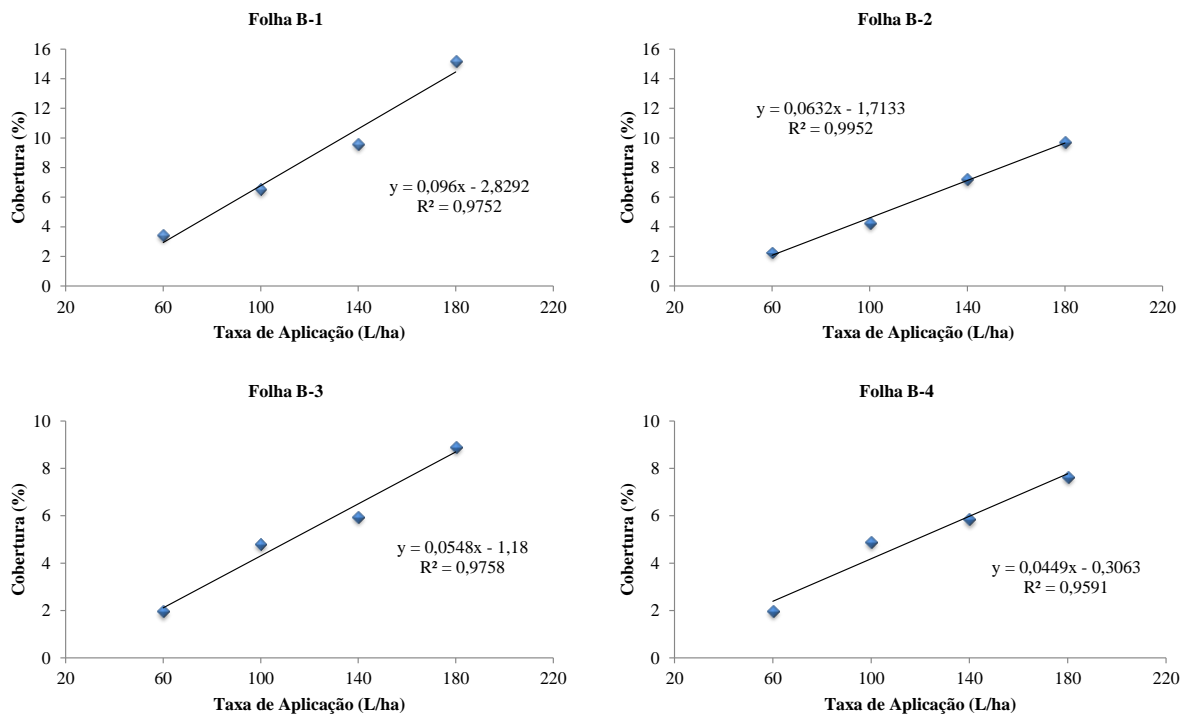 Folha B-1
Cobertura (%)
16
14
12
10
8
6
4
2
0
y = 0,096x - 2,8292
R² = 0,9752
20 60 100 140 180 220
Taxa de Aplicação (L/ha)
Folha B-2
Cobertura (%)
16
14
12
10
8
6
4
2
0
y = 0,0632x - 1,7133
R² = 0,9952
20 60 100 140 180 220
Taxa de Aplicação (L/ha)
Folha B-3
Cobertura (%)
10
8
6
4
2
0
y = 0,0548x - 1,18
R² = 0,9758
20 60 100 140 180 220
Taxa de Aplicação (L/ha)
Folha B-4
Cobertura (%)
10
8
6
4
2
0
y = 0,0449x - 0,3063
R² = 0,9591
20 60 100 140 180 220
Taxa de Aplicação (L/ha)